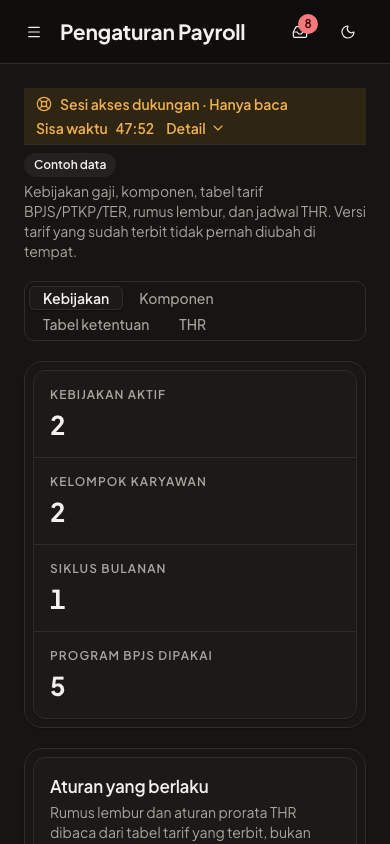 Pengaturan Payroll
8
Sesi akses dukungan · Hanya baca
Sisa waktu 47:52 Detail
Contoh data
Kebijakan gaji, komponen, tabel tarif
BPJS/PTKP/TER, rumus lembur, dan jadwal THR. Versi
tarif yang sudah terbit tidak pernah diubah di
tempat.
Kebijakan Komponen
Tabel ketentuan THR
KEBIJAKAN AKTIF
2
KELOMPOK KARYAWAN
2
SIKLUS BULANAN
1
PROGRAM BPJS DIPAKAI
5
Aturan yang berlaku
Rumus lembur dan aturan prorata THR
dibaca dari tabel tarif yang terbit, bukan